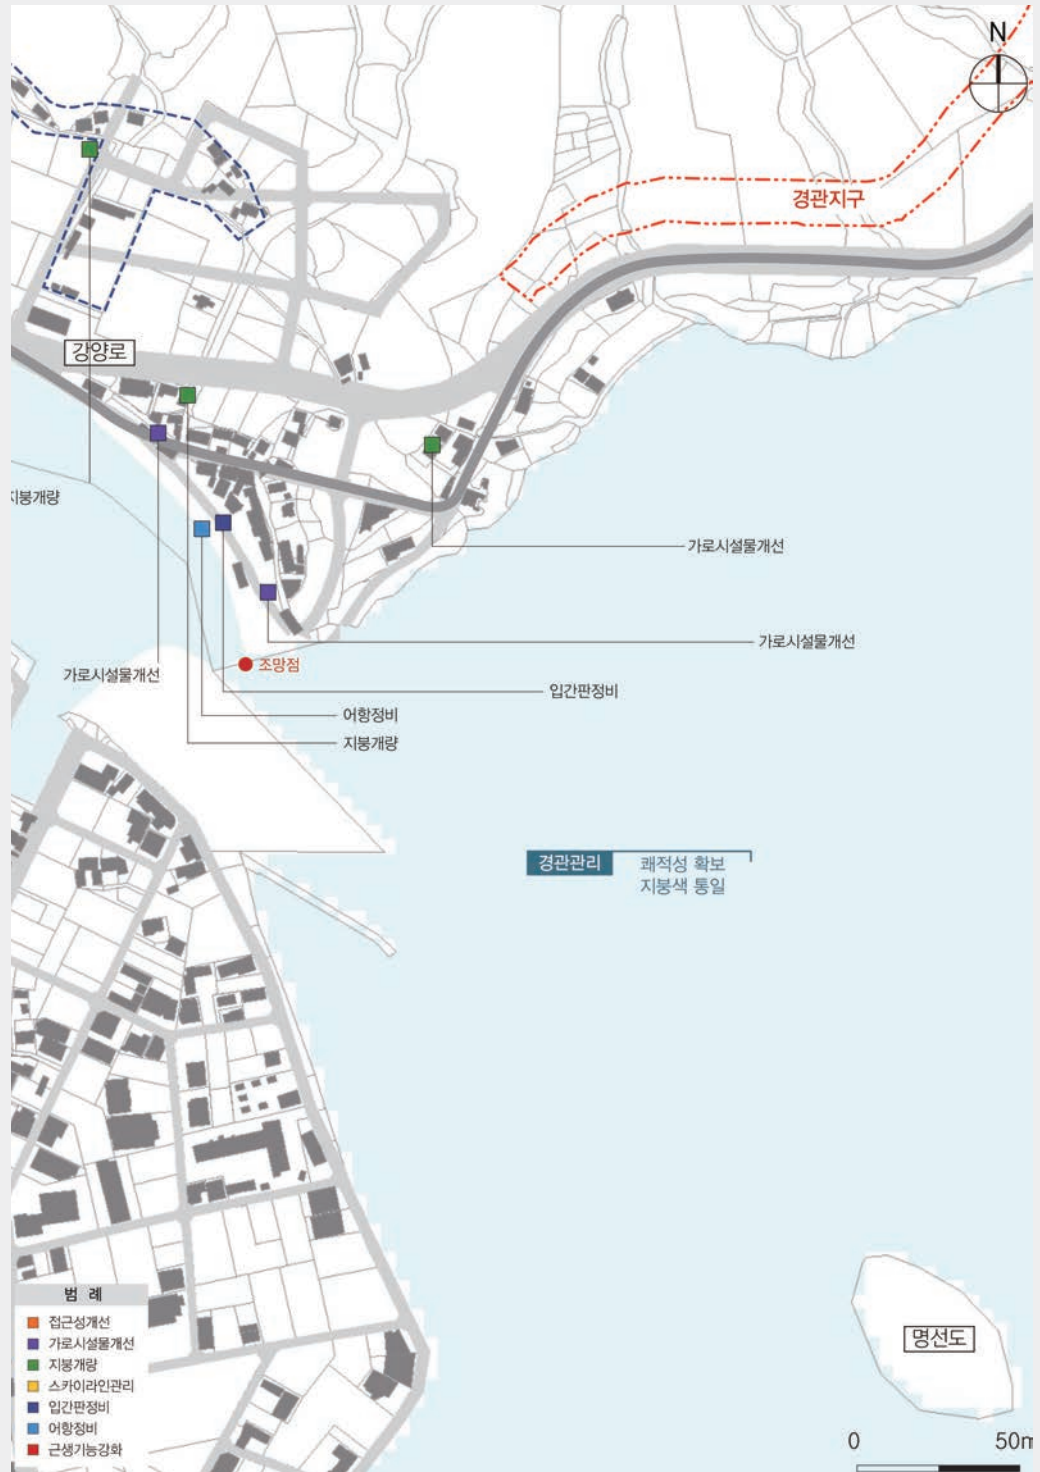 N
경관지구
강양로
지붕개량
가로시설물개선
가로시설물개선
가로시설물개선
조망점
입간판정비
어항정비
지붕개량
경관관리
쾌적성 확보
지붕색 통일
범 례
접근성개선
가로시설물개선
지붕개량
스카이라인관리
입간판정비
어항정비
근생기능강화
명선도
0 50m